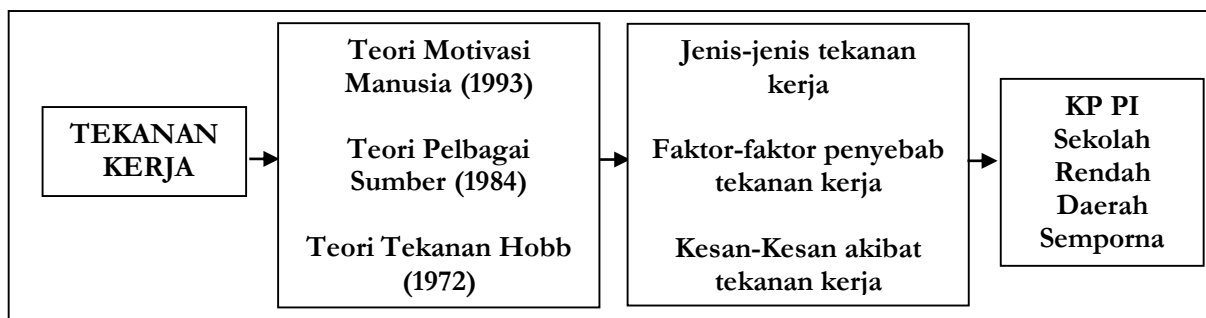 TEKANAN
KERJA
Teori Motivasi
Manusia (1993)
Teori Pelbagai
Sumber (1984)
Teori Tekanan Hobb
(1972)
Jenis-jenis tekanan
kerja
Faktor-faktor penyebab
tekanan kerja
Kesan-Kesan akibat
tekanan kerja
KP PI
Sekolah
Rendah
Daerah
Semporna